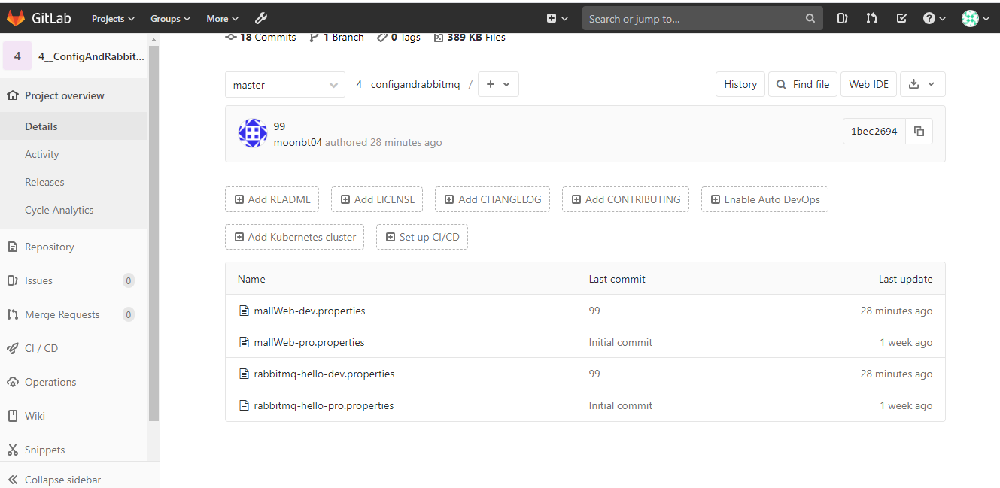 GitLab Projects Groups More Search or jump to...
18 Commits 1 Branch 0 Tags 389 KB Files
4 4__ConfigAndRabbit...
Project overview
Details
Activity
Releases
Cycle Analytics
Repository
Issues 0
Merge Requests 0
CI / CD
Operations
Wiki
Snippets
Collapse sidebar
master 4__configandrabbitmq / History Find file Web IDE
99
moonbt04 authored 28 minutes ago
1bec2694
Add README Add LICENSE Add CHANGELOG Add CONTRIBUTING Enable Auto DevOps
Add Kubernetes cluster Set up CI/CD
Name Last commit Last update
mallWeb-dev.properties 99 28 minutes ago
mallWeb-pro.properties Initial commit 1 week ago
rabbitmq-hello-dev.properties 99 28 minutes ago
rabbitmq-hello-pro.properties Initial commit 1 week ago